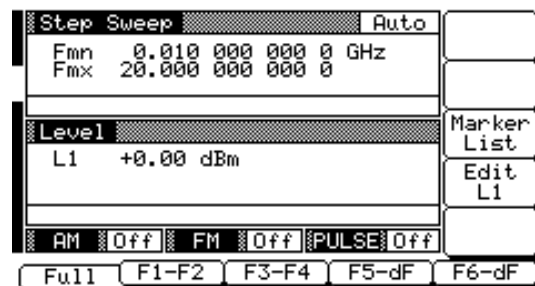 Step Sweep Auto
Fmn 0.010 000 000 0 GHz
Fmx 20.000 000 000 0
Level
L1 +0.00 dBm
Marker List
Edit L1
AM Off FM Off PULSE Off
Full F1-F2 F3-F4 F5-dF F6-dF